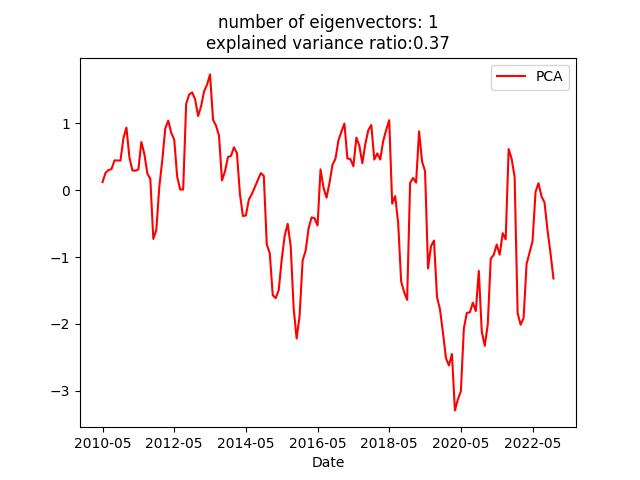 number of eigenvectors: 1
explained variance ratio:0.37
PCA
1
0
−1
−2
−3
2010-05 2012-05 2014-05 2016-05 2018-05 2020-05 2022-05
Date